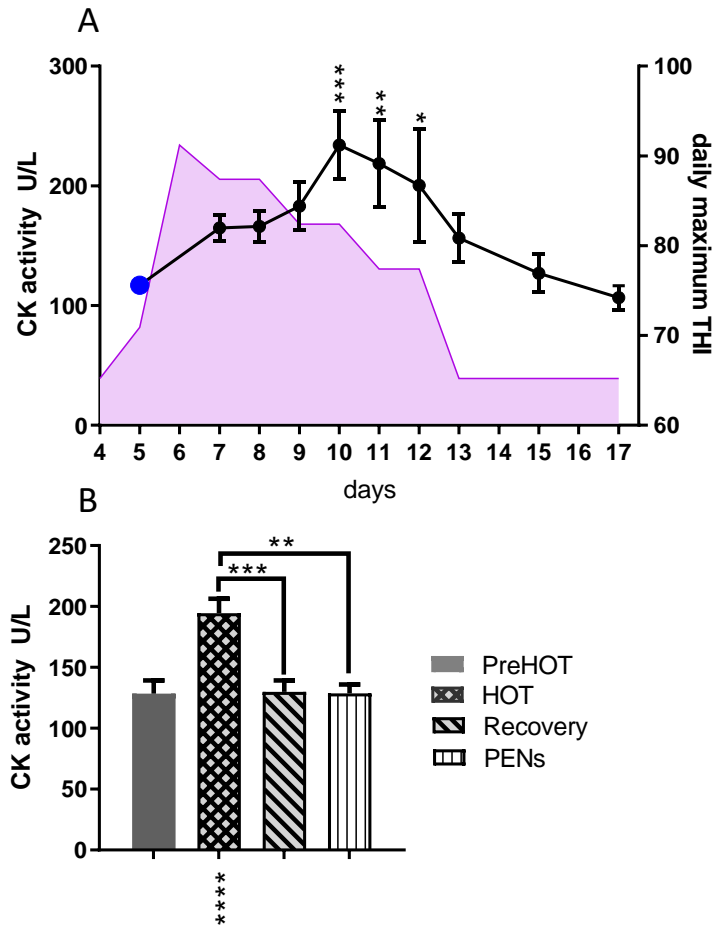 A
300
200
100
0
CK activity U/L
***
**
*
100
90
80
70
60
daily maximum THI
4 5 6 7 8 9 10 11 12 13 14 15 16 17
days
B
250
200
150
100
50
0
CK activity U/L
**
***
****
PreHOT
HOT
Recovery
PENs